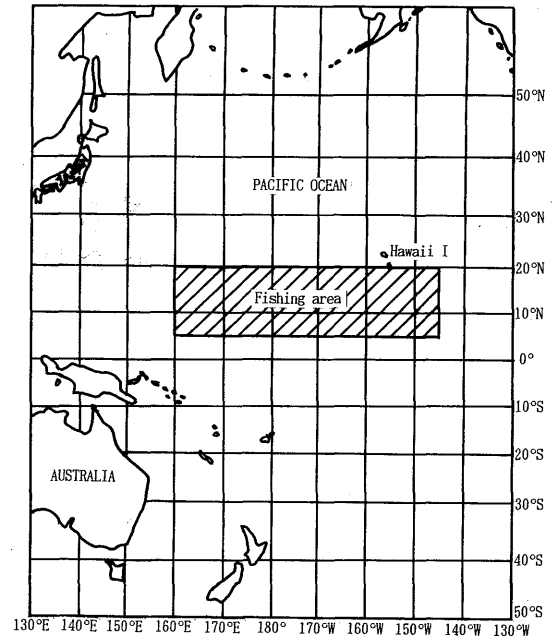 50°N
40°N
PACIFIC OCEAN
30°N
Hawaii I
20°N
Fishing area
10°N
0°
10°S
AUSTRALIA
20°S
30°S
40°S
50°S
130°E 140°E 150°E 160°E 170°E 180° 170°W 160°W 150°W 140°W 130°W